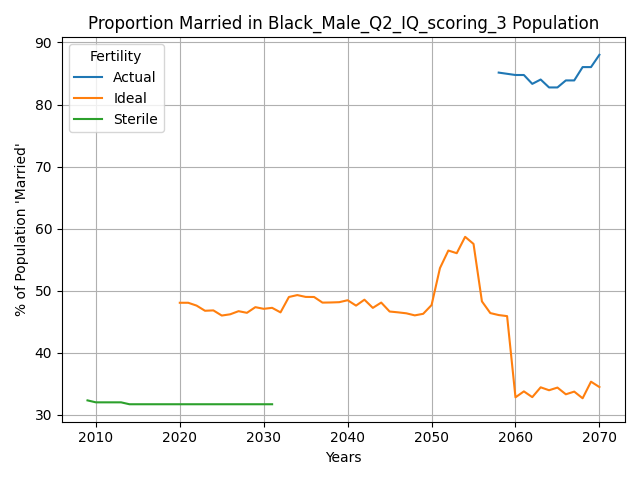 Proportion Married in Black_Male_Q2_IQ_scoring_3 Population
Fertility
Actual
Ideal
Sterile
% of Population 'Married'
90
80
70
60
50
40
30
2010 2020 2030 2040 2050 2060 2070
Years